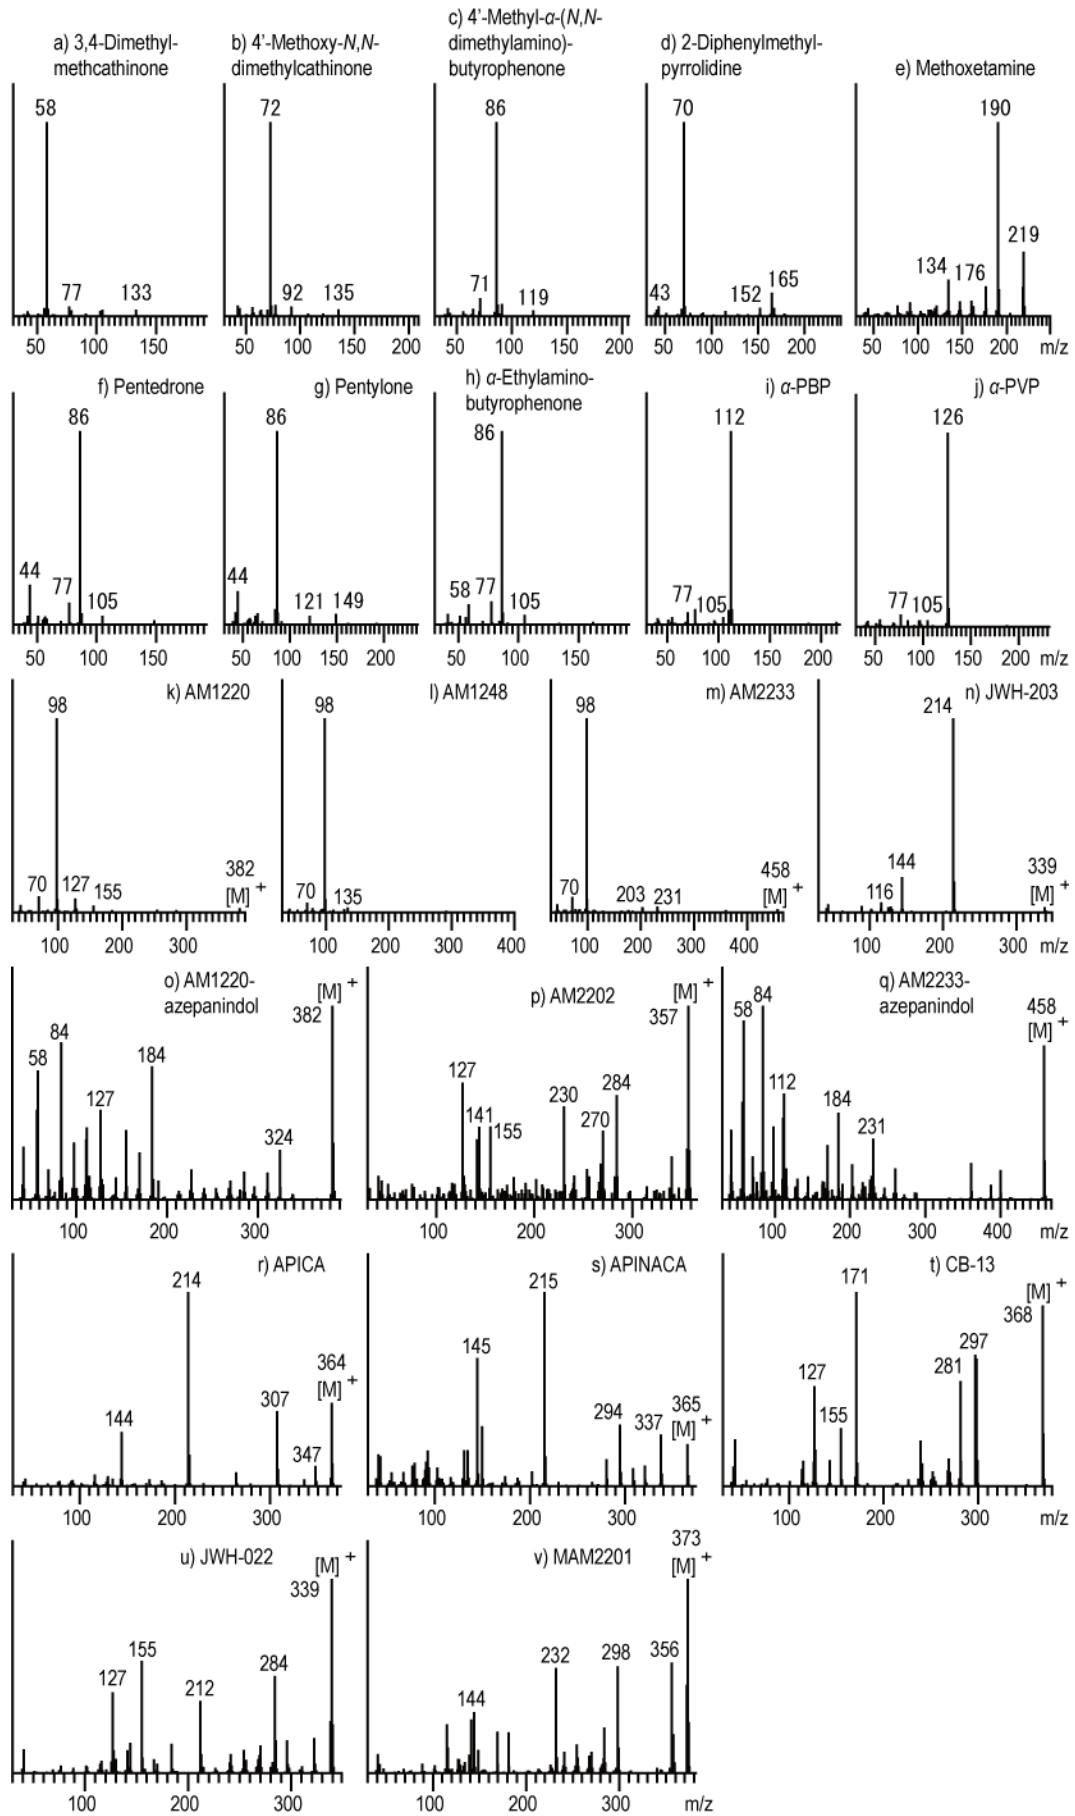 a) 3,4-Dimethyl-
methcathinone
58
77
133
50 100 150
b) 4'-Methoxy-N,N-
dimethylcathinone
72
92
135
50 100 150 200
c) 4'-Methyl-α-(N,N-
dimethylamino)-
butyrophenone
86
71
119
50 100 150 200
d) 2-Diphenylmethyl-
pyrrolidine
70
43
152
165
50 100 150 200
e) Methoxetamine
190
219
134
176
50 100 150 200 m/z
f) Pentedrone
86
44
77
105
50 100 150
g) Pentylone
86
44
121
149
50 100 150 200
h) α-Ethylamino-
butyrophenone
86
58
77
105
50 100 150
i) α-PBP
112
77
105
50 100 150 200
j) α-PVP
126
77
105
50 100 150 200 m/z
k) AM1220
98
70
127
155
382
[M] +
100 200 300
l) AM1248
98
70
135
100 200 300 400
m) AM2233
98
70
203
231
458
[M] +
100 200 300 400
n) JWH-203
214
144
116
339
[M] +
100 200 300 m/z
o) AM1220-
azepanindol
[M] +
382
84
58
184
127
324
100 200 300
p) AM2202
[M] +
357
127
141
155
230
270
284
100 200 300
q) AM2233-
azepanindol
458
[M] +
84
58
112
184
231
100 200 300 400 m/z
r) APICA
214
364
[M] +
307
144
347
100 200 300
s) APINACA
215
145
294
337
365
[M] +
100 200 300
t) CB-13
171
[M] +
368
297
281
127
155
100 200 300 m/z
u) JWH-022
[M] +
339
155
127
212
284
100 200 300
v) MAM2201
373
[M] +
232
298
356
144
100 200 300 m/z